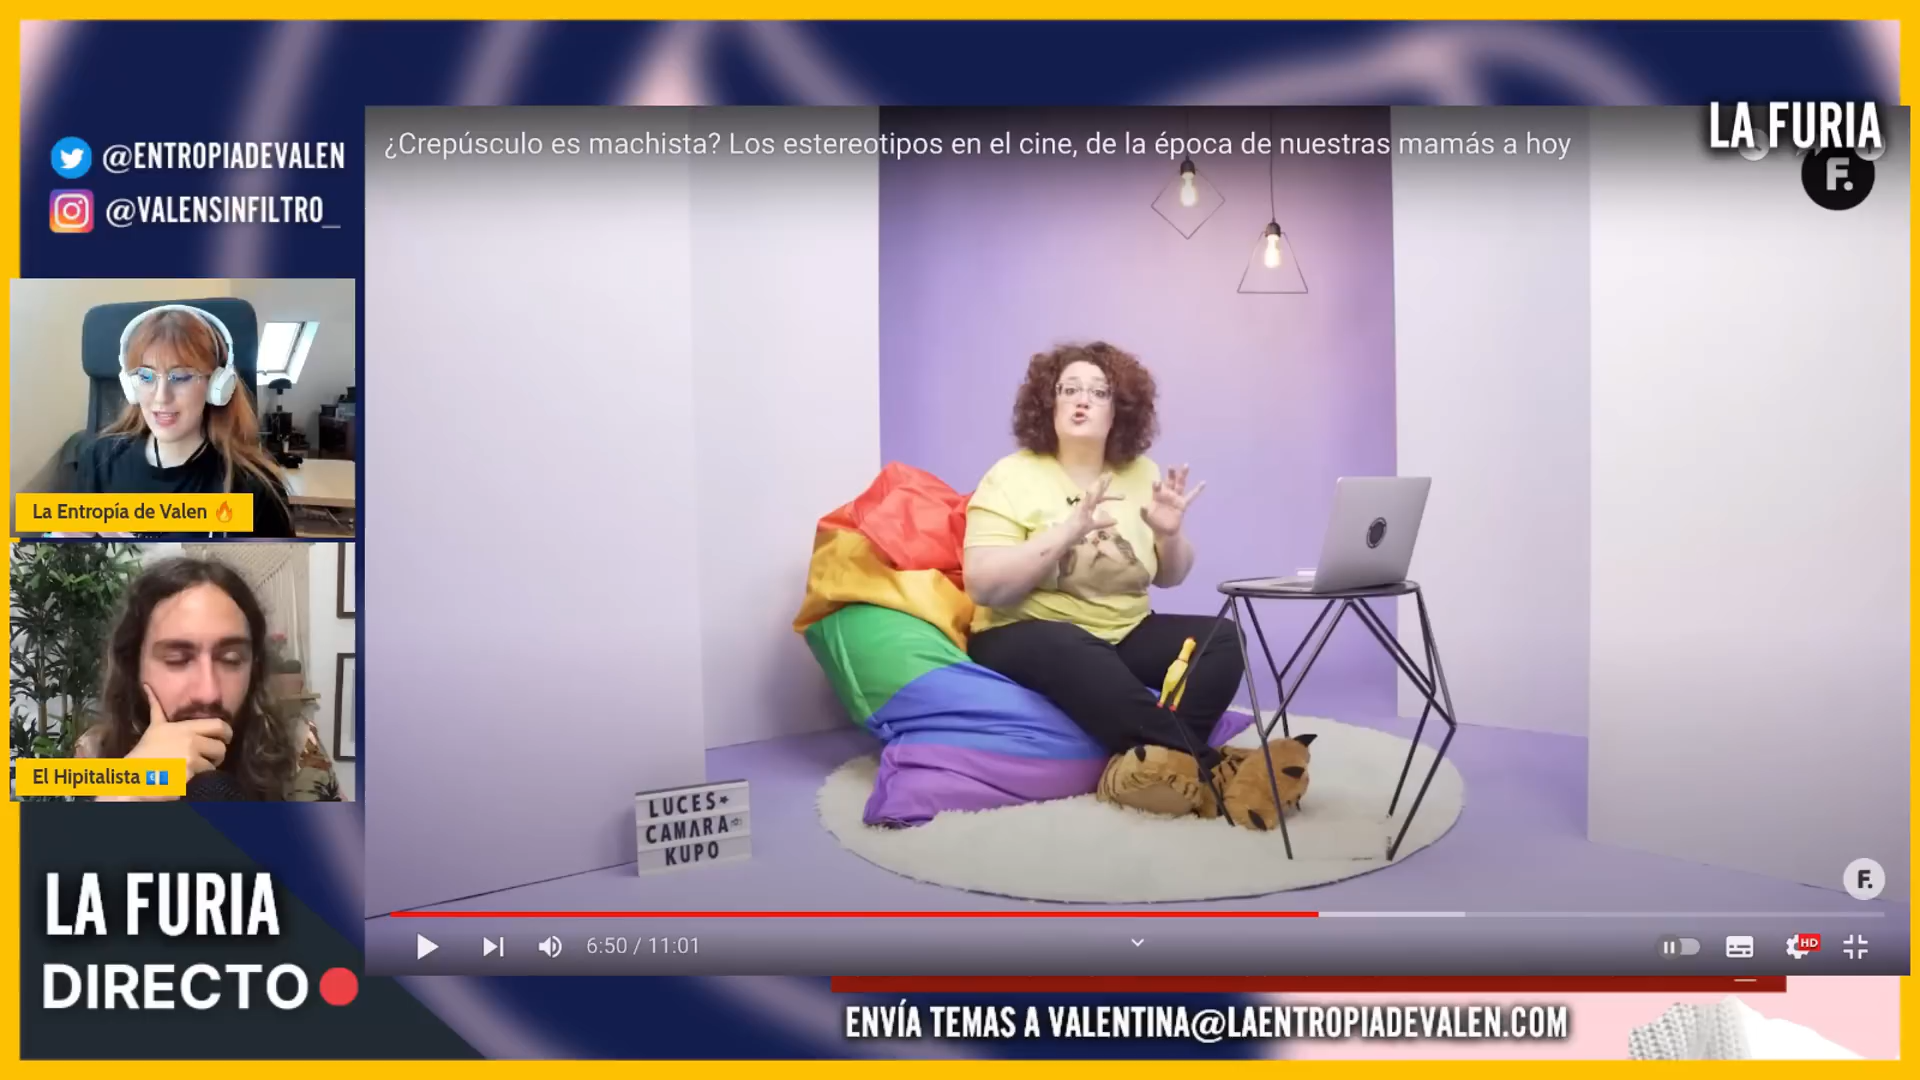 ¿Crepúsculo es machista? Los estereotipos en el cine, de la época de nuestras mamás a hoy
LA FURIA
F.
@ENTROPIADEVALEN
@VALENSINFILTRO_
La Entropía de Valen
El Hipitalista
LUCES
CAMARA
KUPO
F.
LA FURIA
DIRECTO
6:50 / 11:01
HD
ENVÍA TEMAS A VALENTINA@LAENTROPIADEVALEN.COM